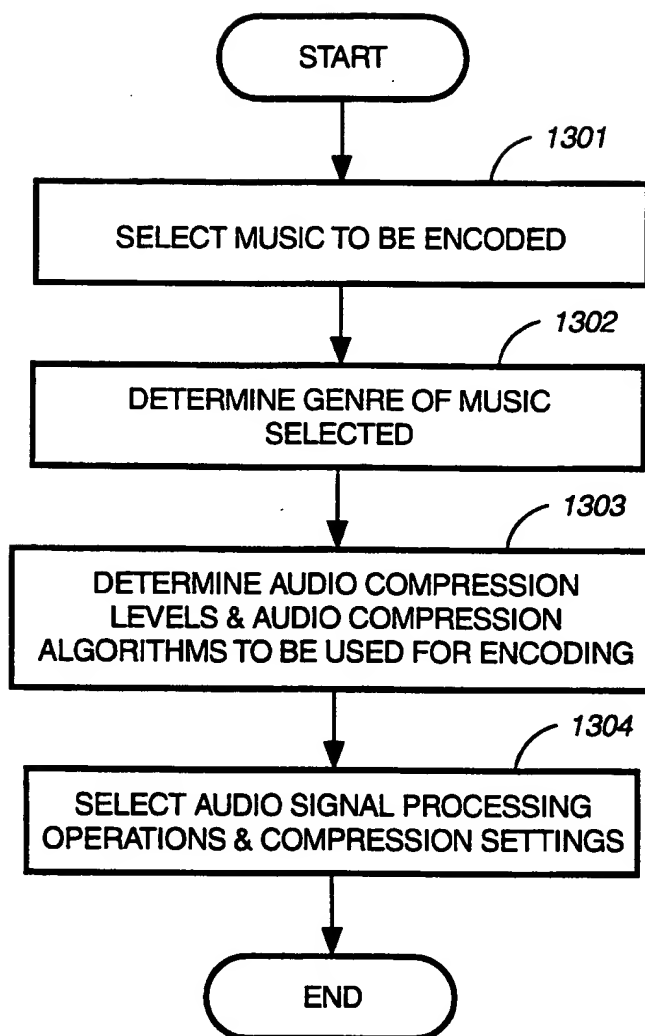 START
1301
SELECT MUSIC TO BE ENCODED
1302
DETERMINE GENRE OF MUSIC
SELECTED
1303
DETERMINE AUDIO COMPRESSION
LEVELS & AUDIO COMPRESSION
ALGORITHMS TO BE USED FOR ENCODING
1304
SELECT AUDIO SIGNAL PROCESSING
OPERATIONS & COMPRESSION SETTINGS
END